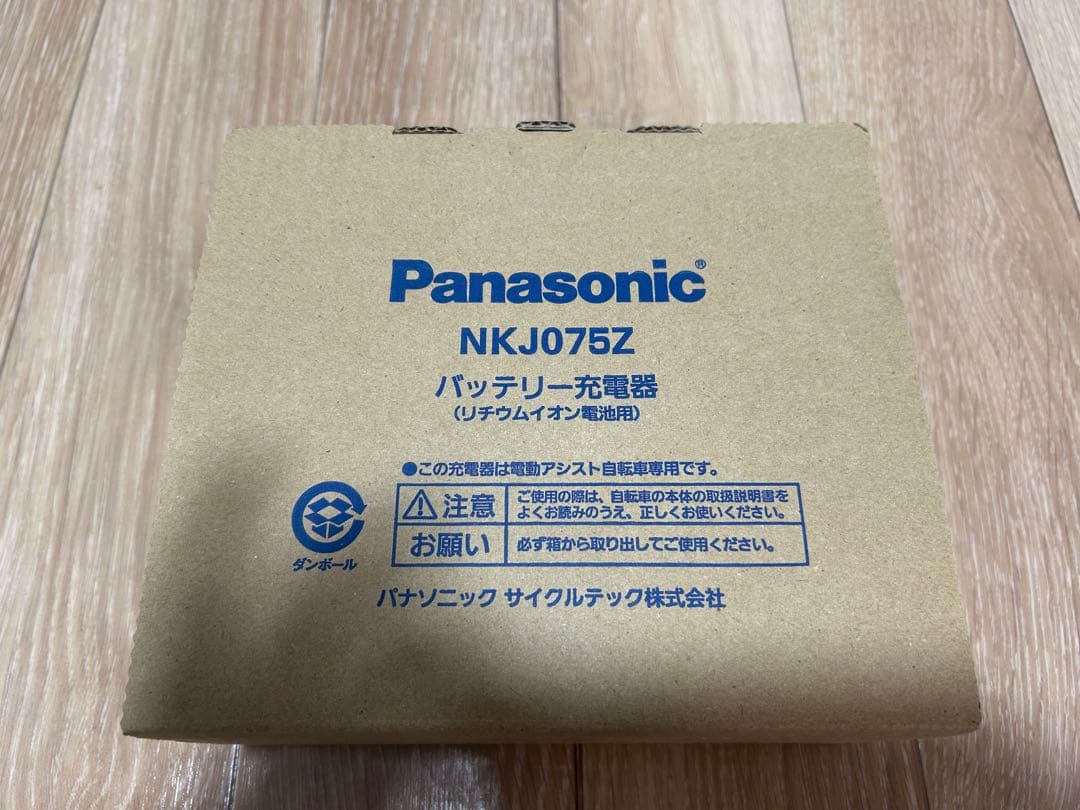 Panasonic®
NKJ075Z
バッテリー充電器
(リチウムイオン電池用)
●この充電器は電動アシスト自転車専用です。
注意
ご使用の際は、自転車の本体の取扱説明書を
よくお読みのうえ、正しくお使いください。
お願い
必ず箱から取り出してご使用ください。
ダンボール
パナソニック サイクルテック株式会社